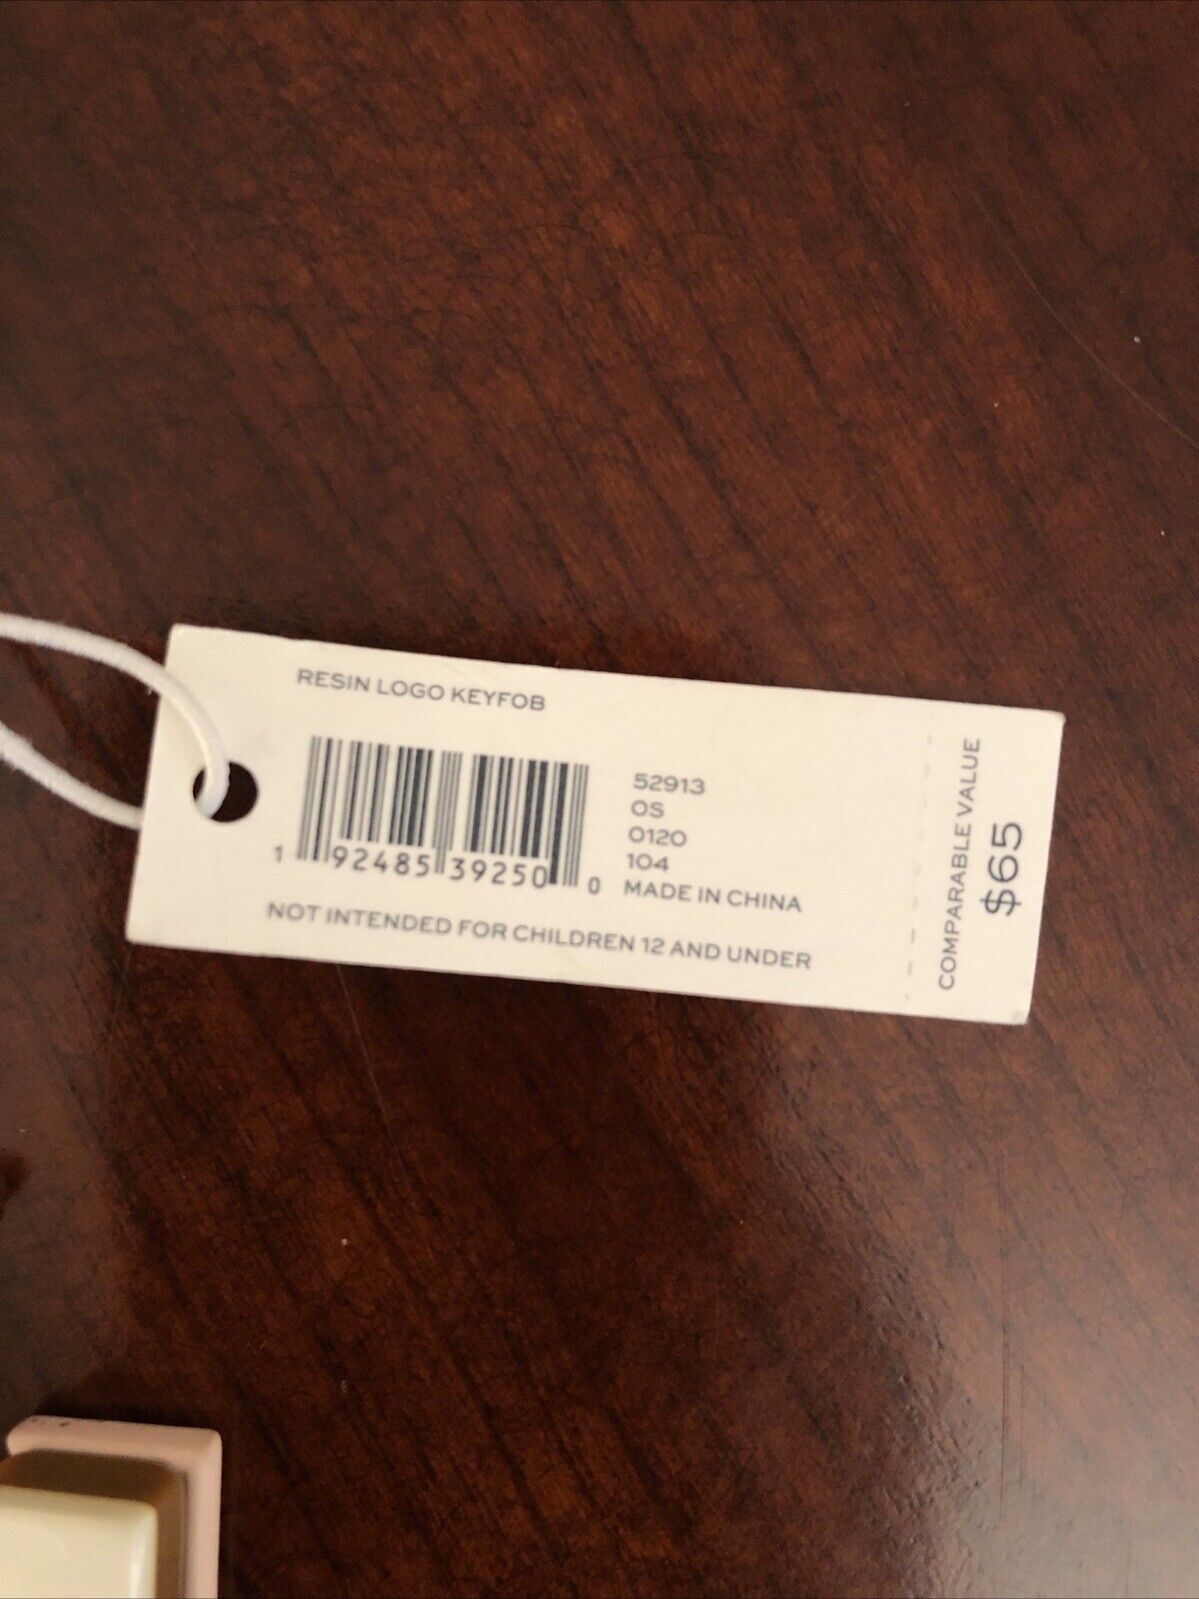 RESIN LOGO KEYFOB
1 92485 39250 0
52913
OS
0120
104
MADE IN CHINA
NOT INTENDED FOR CHILDREN 12 AND UNDER
COMPARABLE VALUE
$65